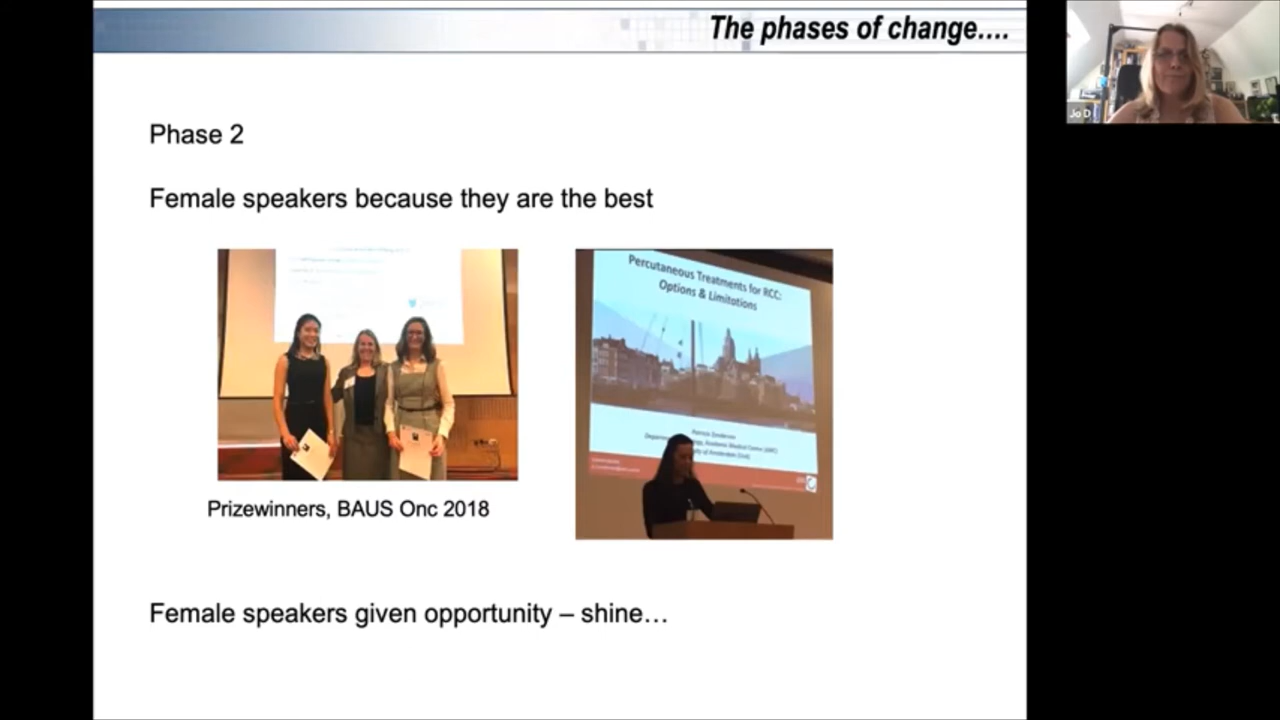 The phases of change....
Jo D
Phase 2
Female speakers because they are the best
Percutaneous Treatments for RCC:
Options & Limitations
Prizewinners, BAUS Onc 2018
Female speakers given opportunity – shine…